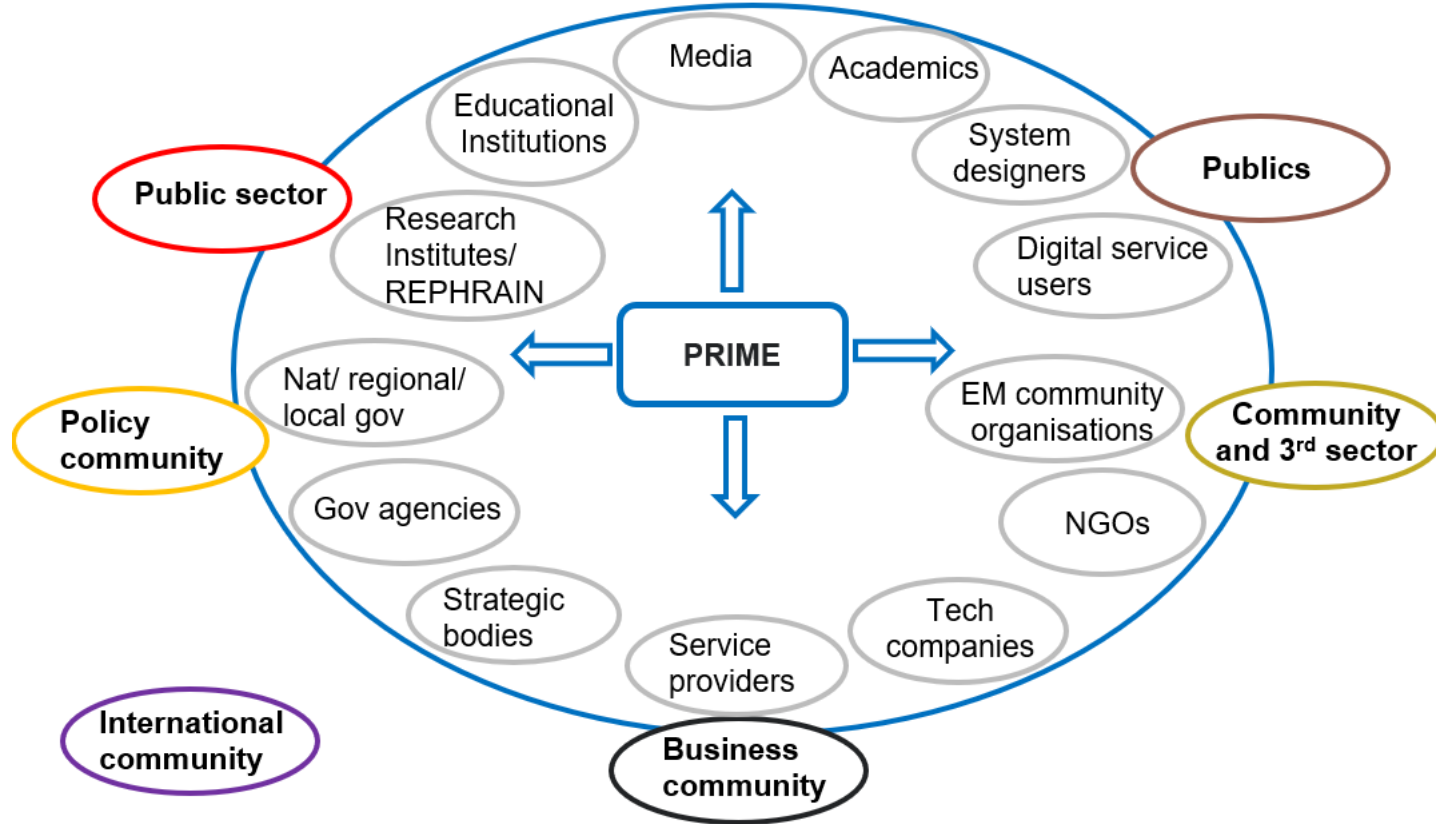 Media
Academics
Educational
Institutions
System
designers
Publics
Public sector
Research
Institutes/
REPHRAIN
Digital service
users
PRIME
Nat/ regional/
local gov
EM community
organisations
Policy
community
Community
and 3rd sector
Gov agencies
NGOs
Strategic
bodies
Tech
companies
Service
providers
International
community
Business
community